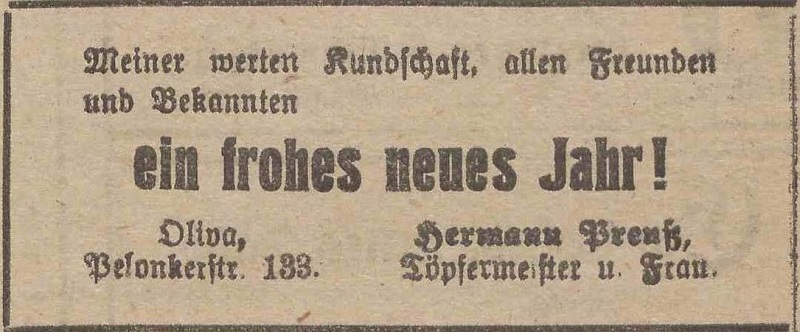 Meiner werten Kundschaft, allen Freunden
und Bekannten
ein frohes neues Jahr!
Oliva,
Pelonkerstr. 133.
Hermann Preuß,
Töpfermeister u. Frau.